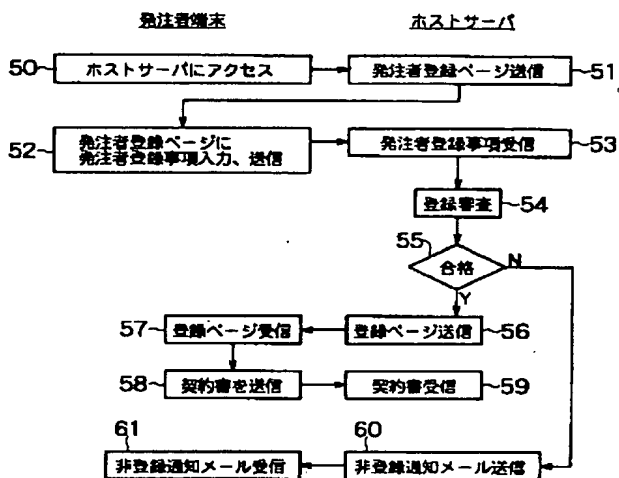 発注者端末
ホストサーバ
50
ホストサーバにアクセス
発注者登録ページ送信
51
52
発注者登録ページに
発注者登録事項入力、送信
発注者登録事項受信
53
登録審査
54
55
合格
N
Y
57
登録ページ受信
登録ページ送信
56
58
契約書を送信
契約書受信
59
61
非登録通知メール受信
60
非登録通知メール送信